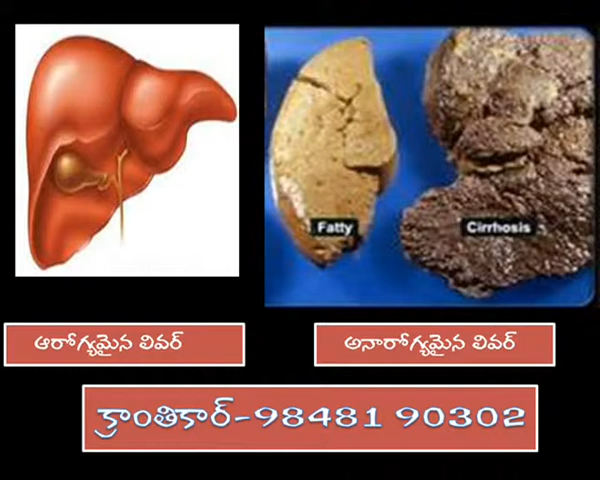 Fatty
Cirrhosis
ఆరోగ్యమైన లివర్
అనారోగ్యమైన లివర్
క్రాంతికార్-98481 90302